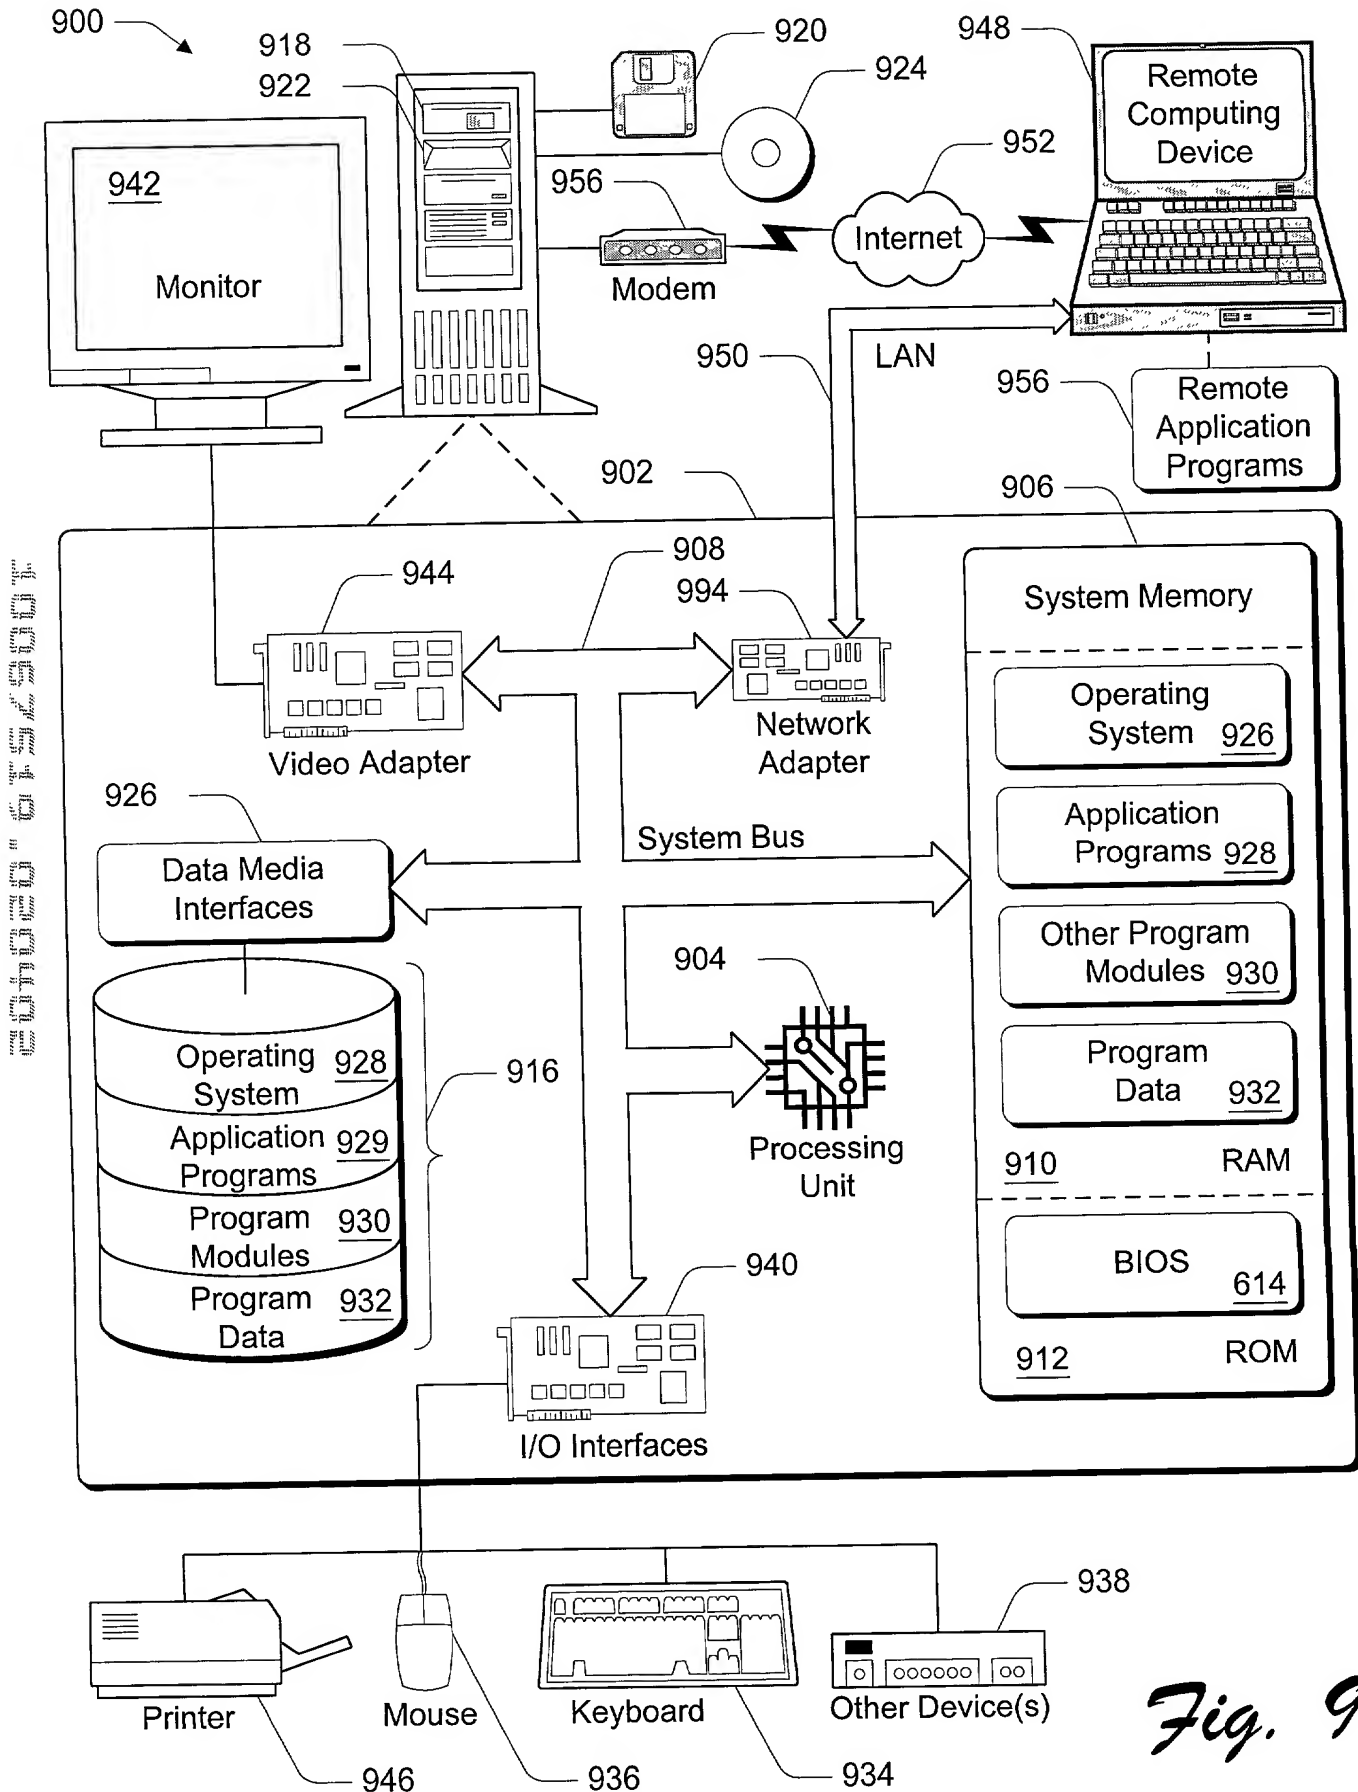 900
918
922
920
924
948
Remote
Computing
Device
942
Monitor
956
Modem
952
Internet
950
LAN
956
Remote
Application
Programs
902
906
908
944
Video Adapter
994
Network
Adapter
System Memory
Operating
System 926
Application
Programs 928
Other Program
Modules 930
Program
Data 932
910 RAM
BIOS 614
912 ROM
926
Data Media
Interfaces
System Bus
Operating
System 928
Application
Programs 929
Program
Modules 930
Program
Data 932
916
904
Processing
Unit
940
I/O Interfaces
Printer
946
Mouse
936
Keyboard
934
938
Other Device(s)
Fig. 9
10067519.020402